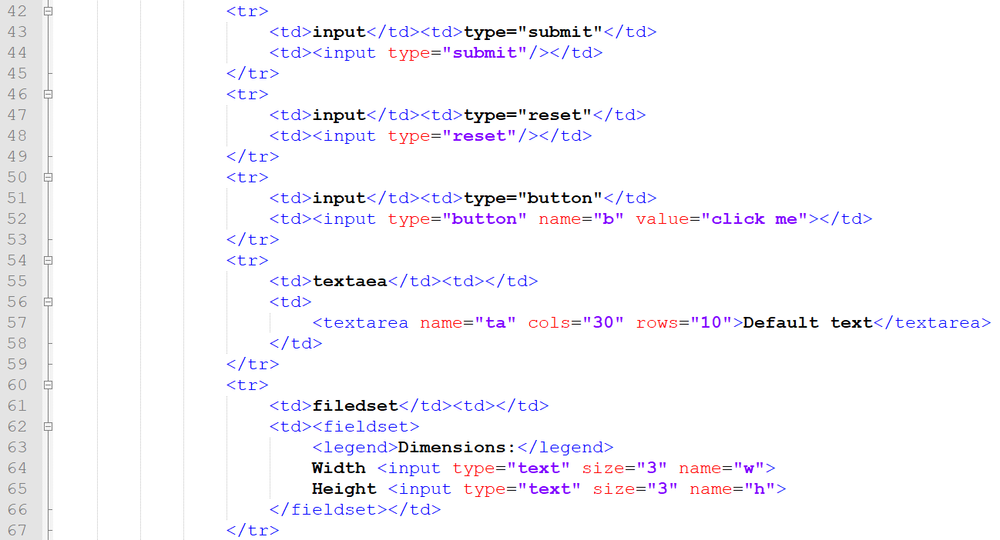 42 <tr>
43 <td>input</td><td>type="submit"</td>
44 <td><input type="submit"/></td>
45 </tr>
46 <tr>
47 <td>input</td><td>type="reset"</td>
48 <td><input type="reset"/></td>
49 </tr>
50 <tr>
51 <td>input</td><td>type="button"</td>
52 <td><input type="button" name="b" value="click me"></td>
53 </tr>
54 <tr>
55 <td>textaea</td><td></td>
56 <td>
57 <textarea name="ta" cols="30" rows="10">Default text</textarea>
58 </td>
59 </tr>
60 <tr>
61 <td>filedset</td><td></td>
62 <td><fieldset>
63 <legend>Dimensions:</legend>
64 Width <input type="text" size="3" name="w">
65 Height <input type="text" size="3" name="h">
66 </fieldset></td>
67 </tr>